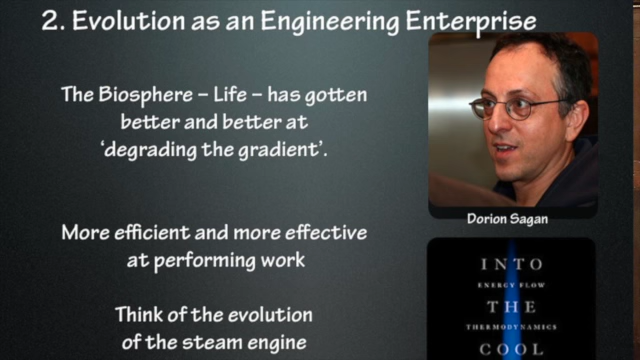 2. Evolution as an Engineering Enterprise
The Biosphere – Life – has gotten
better and better at
‘degrading the gradient’.
More efficient and more effective
at performing work
Think of the evolution
of the steam engine
Dorion Sagan
INTO
ENERGY FLOW
THE
THERMODYNAMICS
COOL